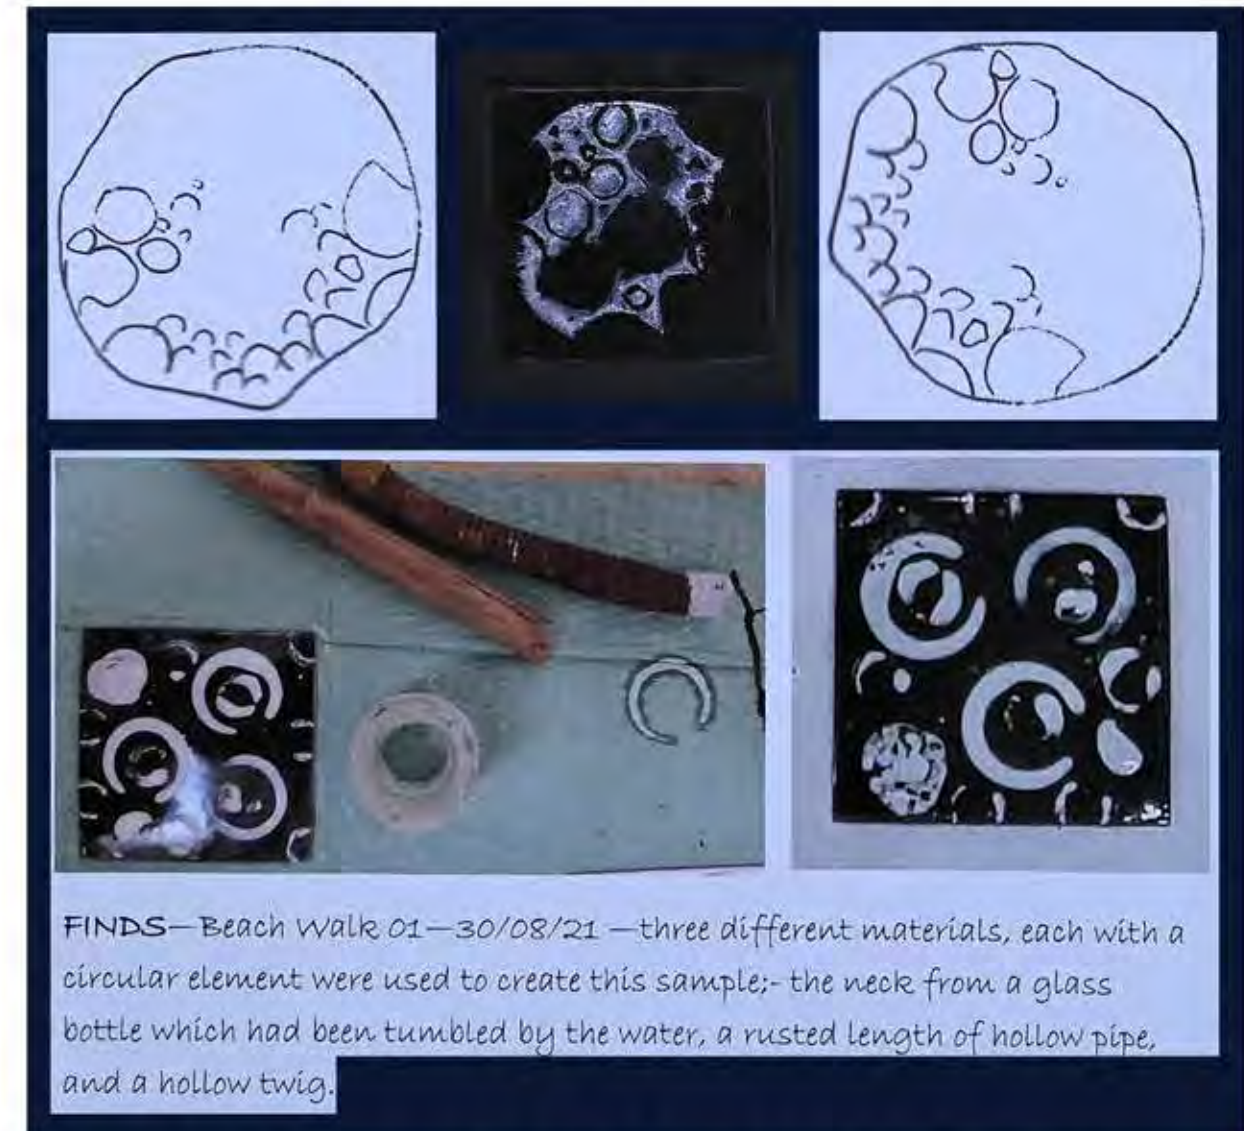 FINDS—Beach Walk 01—30/08/21 —three different materials, each with a
circular element were used to create this sample;- the neck from a glass
bottle which had been tumbled by the water, a rusted length of hollow pipe,
and a hollow twig.